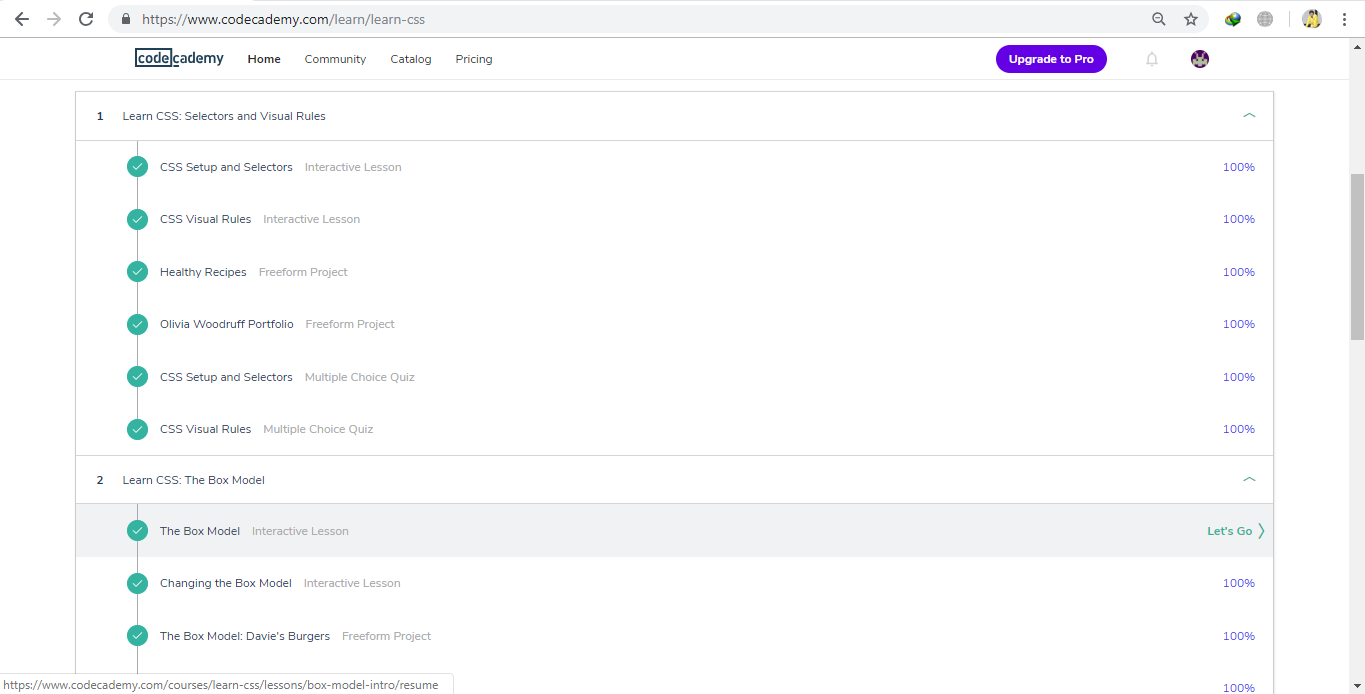 https://www.codecademy.com/learn/learn-css
codecademy Home Community Catalog Pricing Upgrade to Pro
1 Learn CSS: Selectors and Visual Rules
CSS Setup and Selectors Interactive Lesson 100%
CSS Visual Rules Interactive Lesson 100%
Healthy Recipes Freeform Project 100%
Olivia Woodruff Portfolio Freeform Project 100%
CSS Setup and Selectors Multiple Choice Quiz 100%
CSS Visual Rules Multiple Choice Quiz 100%
2 Learn CSS: The Box Model
The Box Model Interactive Lesson Let's Go
Changing the Box Model Interactive Lesson 100%
The Box Model: Davie's Burgers Freeform Project 100%
https://www.codecademy.com/courses/learn-css/lessons/box-model-intro/resume 100%